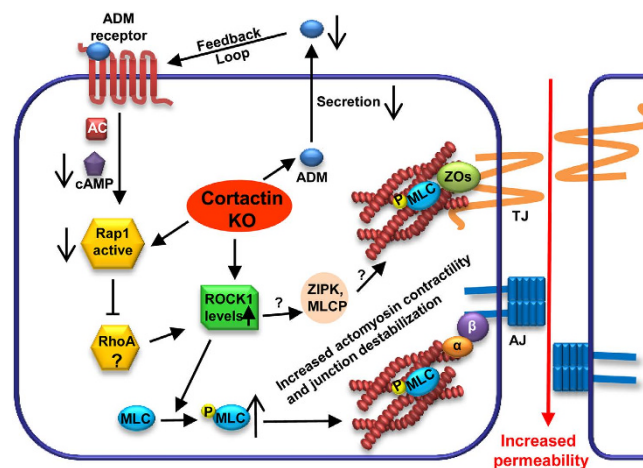 ADM
receptor
Feedback
Loop
Secretion
AC
cAMP
ADM
Cortactin
KO
Rap1
active
RhoA
?
ROCK1
levels
?
ZIPK,
MLCP
?
P
MLC
ZOs
TJ
Increased actomyosin contractility
and junction destabilization
β
α
AJ
P
MLC
MLC
P
MLC
Increased
permeability